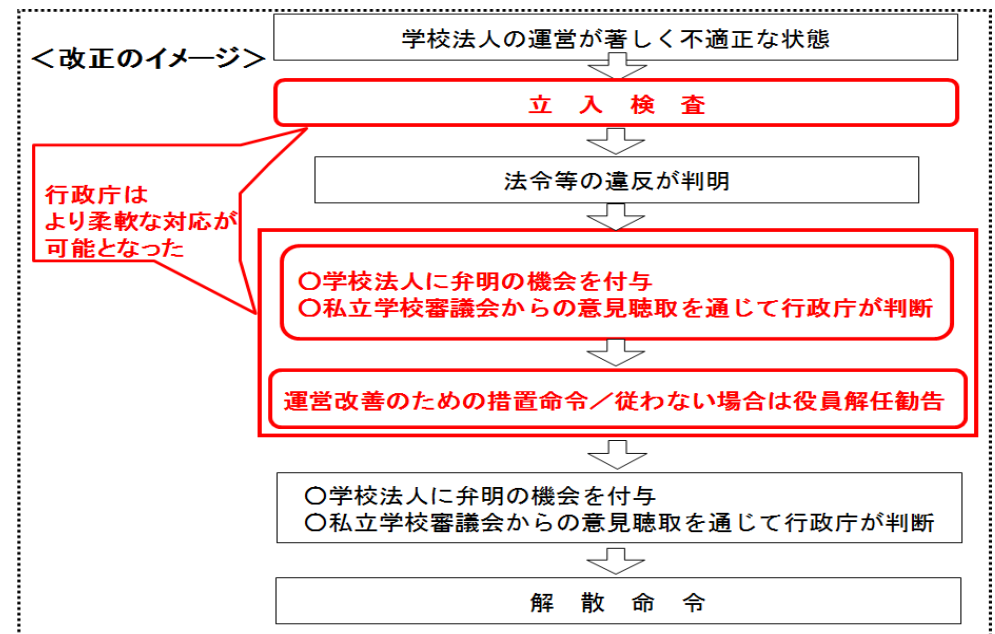 <改正のイメージ>
学校法人の運営が著しく不適正な状態
立 入 検 査
法令等の違反が判明
行政庁は
より柔軟な対応が
可能となった
○学校法人に弁明の機会を付与
○私立学校審議会からの意見聴取を通じて行政庁が判断
運営改善のための措置命令/従わない場合は役員解任勧告
○学校法人に弁明の機会を付与
○私立学校審議会からの意見聴取を通じて行政庁が判断
解 散 命 令